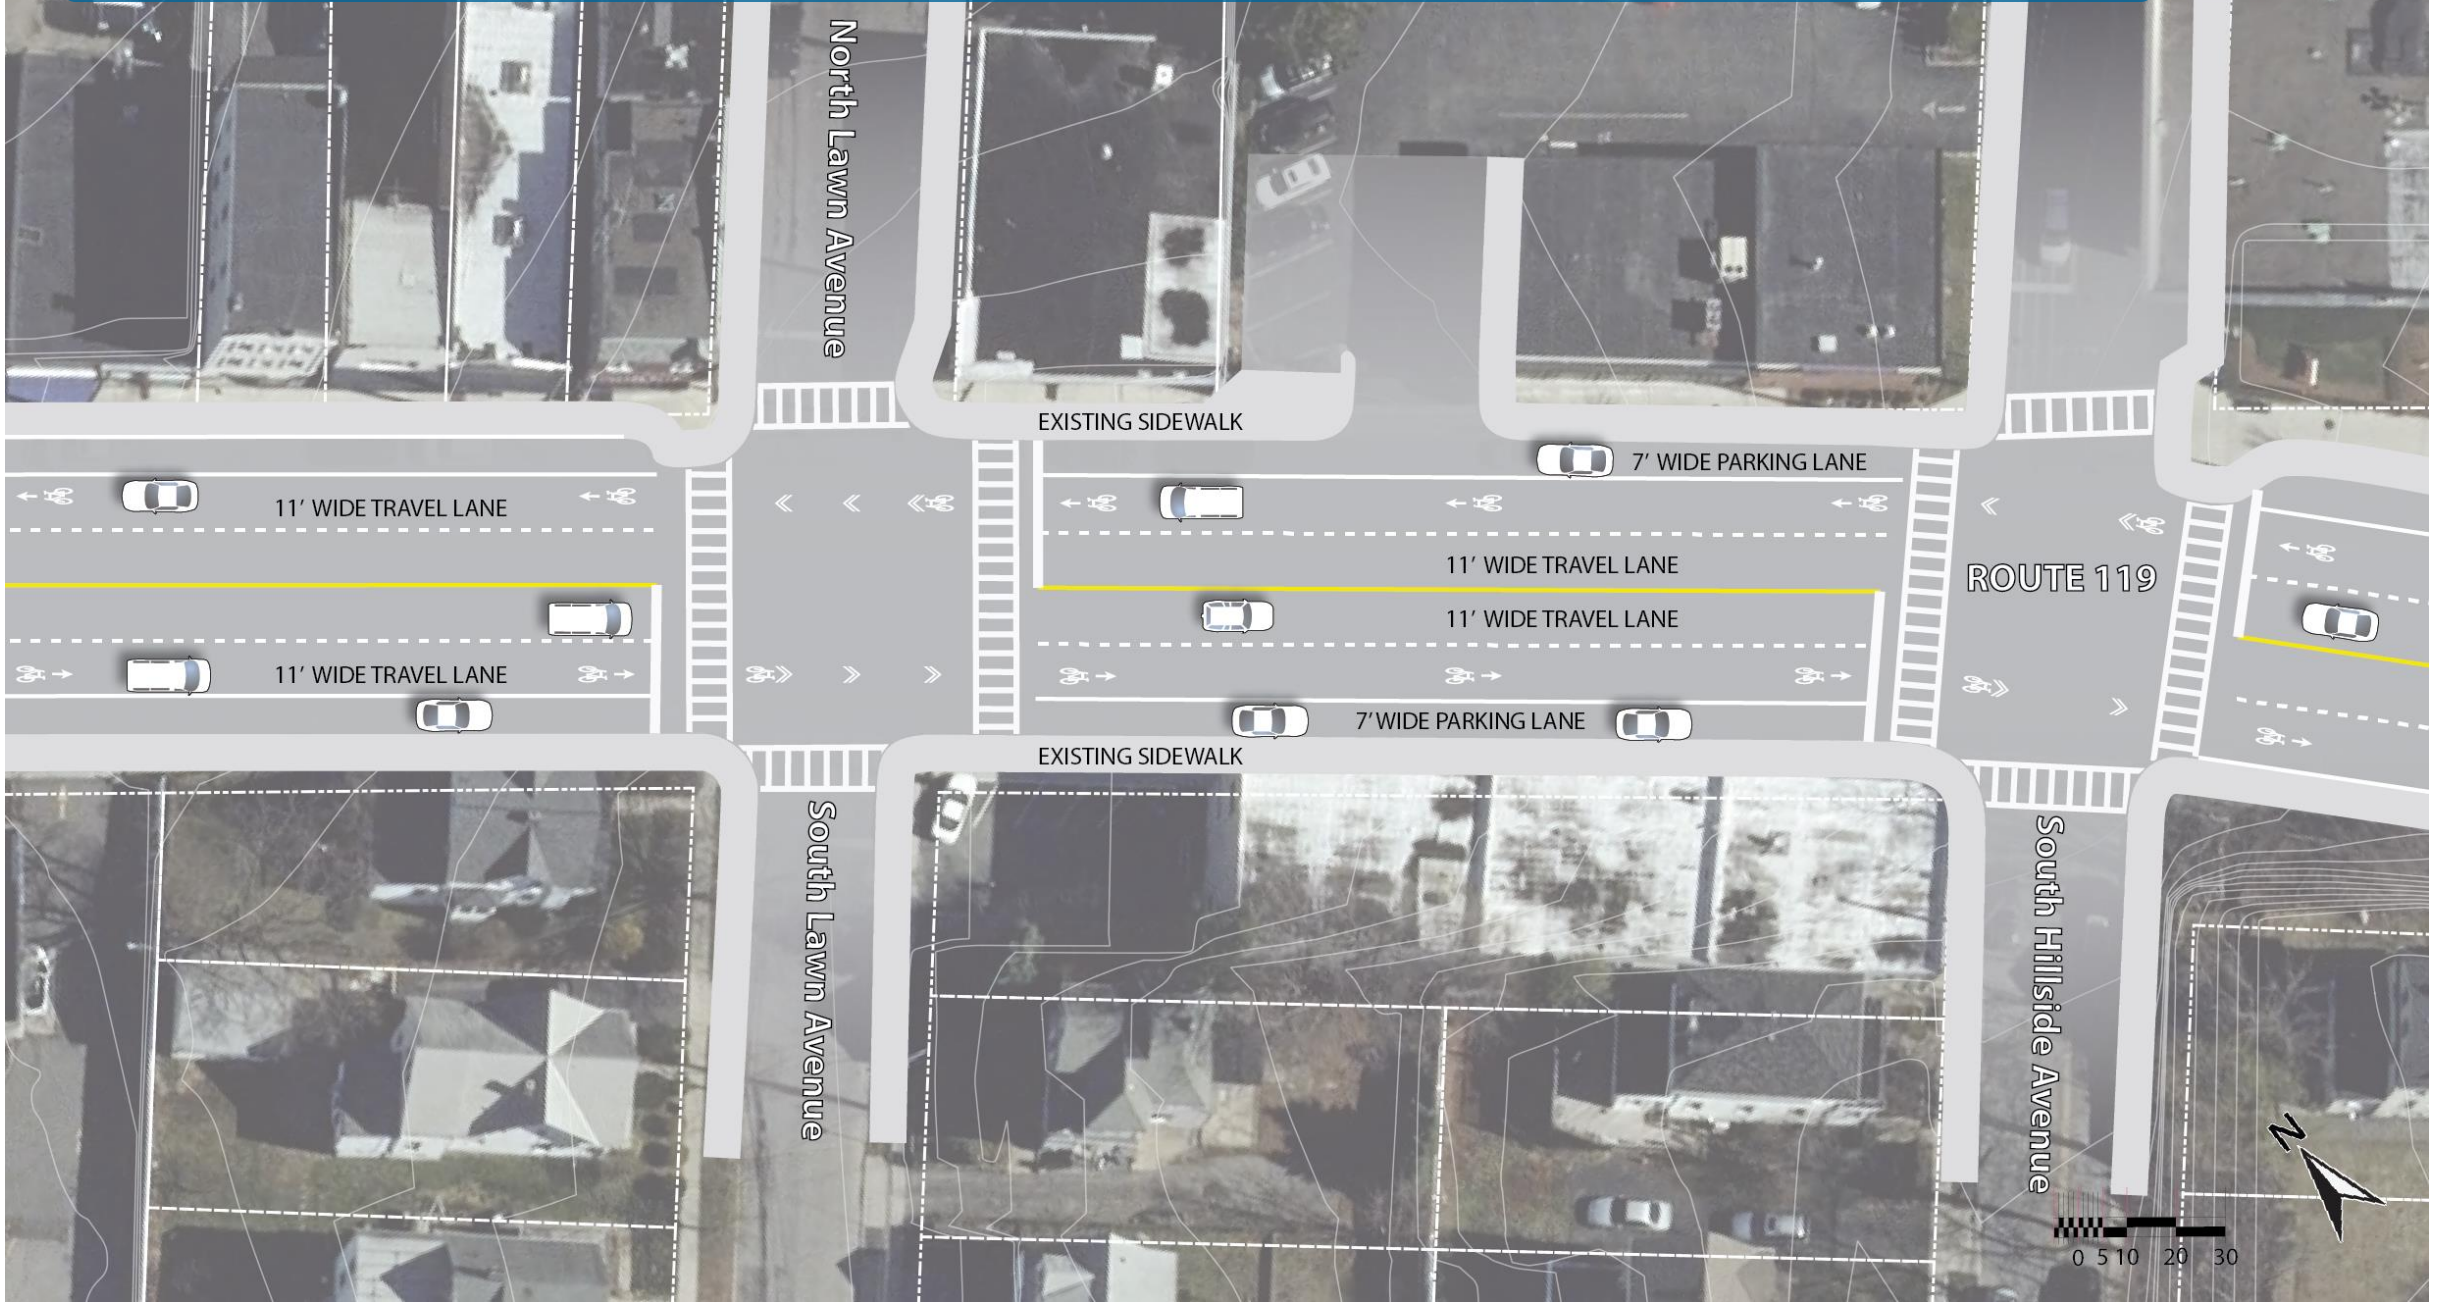 North Lawn Avenue
EXISTING SIDEWALK
7’ WIDE PARKING LANE
11’ WIDE TRAVEL LANE
11’ WIDE TRAVEL LANE
ROUTE 119
11’ WIDE TRAVEL LANE
11’ WIDE TRAVEL LANE
7’ WIDE PARKING LANE
EXISTING SIDEWALK
South Lawn Avenue
South Hillside Avenue
N
0 5 10 20 30